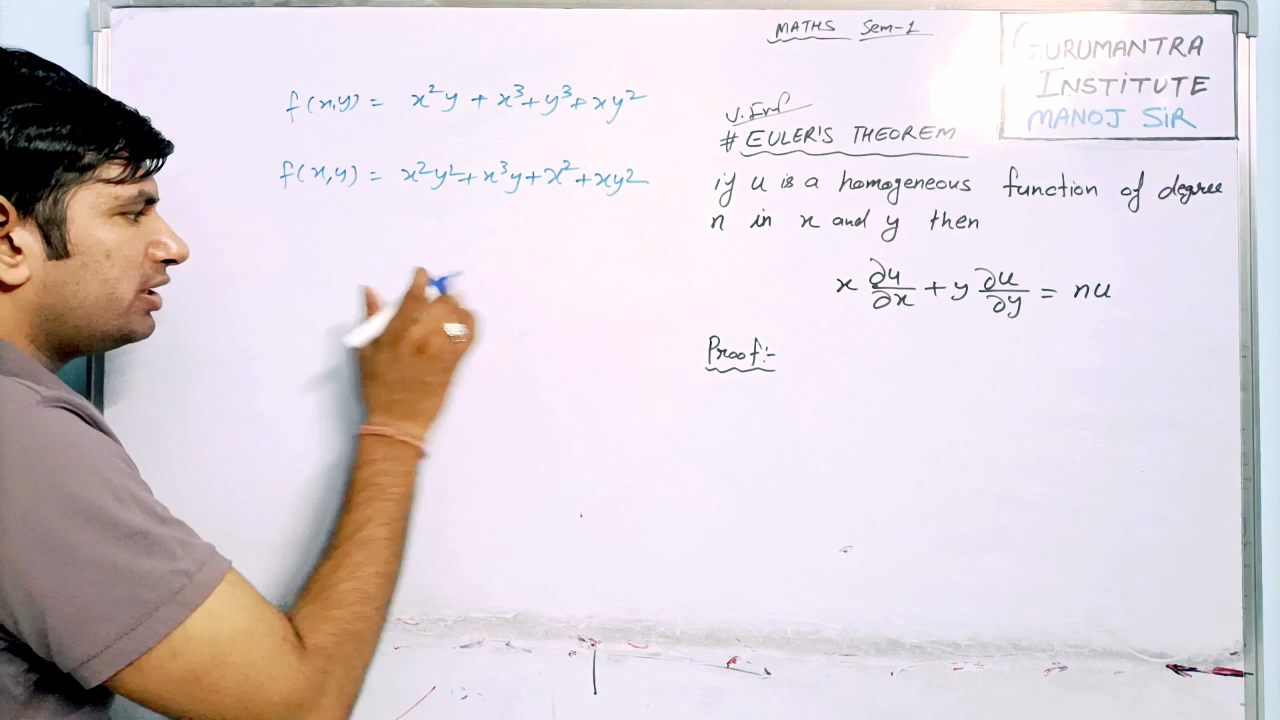 MATHS Sem-1
GURUMANTRA
INSTITUTE
MANOJ SIR
f(x,y) = x²y + x³+y³+xy²
f(x,y) = x²y²+x³y+x²+xy²
V. Imp
# EULER'S THEOREM
if u is a homogeneous function of degree
n in x and y then
x ∂u/∂x + y ∂u/∂y = nu
Proof:-